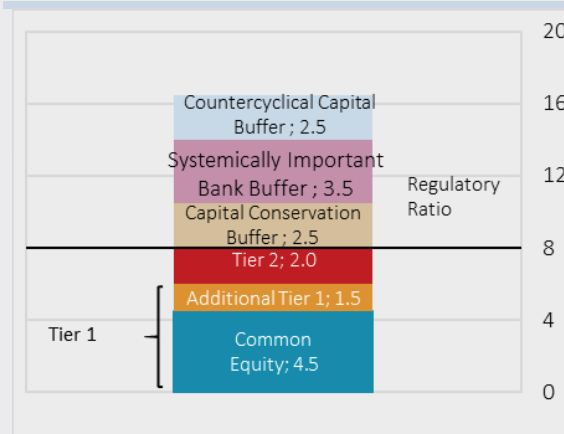 20
16
12
8
4
0
Countercyclical Capital
Buffer ; 2.5
Systemically Important
Bank Buffer ; 3.5
Capital Conservation
Buffer ; 2.5
Tier 2; 2.0
Additional Tier 1; 1.5
Common
Equity; 4.5
Regulatory
Ratio
Tier 1